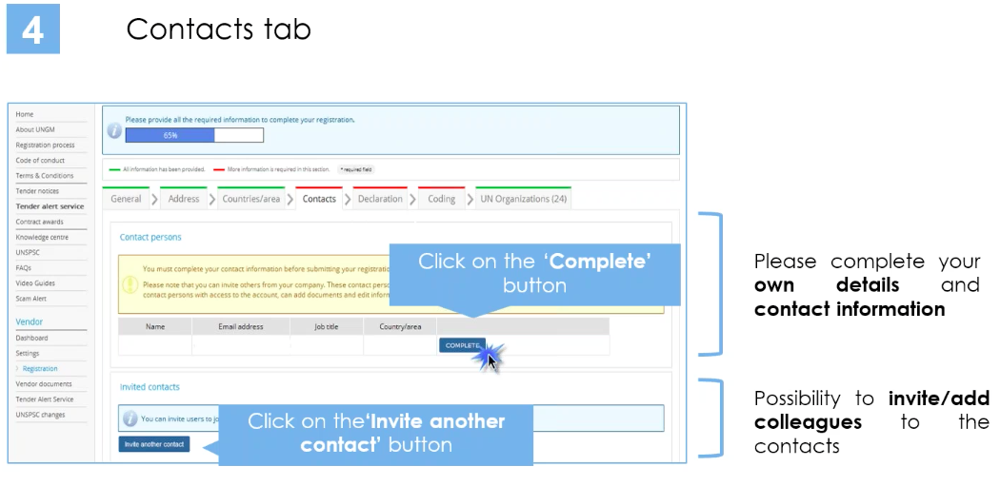 4
Contacts tab
Home
About UNGM
Registration process
Code of conduct
Terms & Conditions
Tender notices
Tender alert service
Contract awards
Knowledge centre
UNSPSC
FAQs
Video Guides
Scam Alert
Vendor
Dashboard
Settings
Registration
Vendor documents
Tender Alert Service
UNSPSC changes
Please provide all the required information to complete your registration.
65%
All information has been provided. More information is required in this section. * required field
General Address Countries/area Contacts Declaration Coding UN Organizations (24)
Contact persons
You must complete your contact information before submitting your registratio
Please note that you can invite others from your company. These contact perso
contact persons with access to the account, can add documents and edit inform
Click on the ‘Complete’
button
Name Email address Job title Country/area
COMPLETE
Invited contacts
You can invite users to jo
Click on the‘Invite another
contact’ button
Invite another contact
Please complete your
own details and
contact information
Possibility to invite/add
colleagues to the
contacts